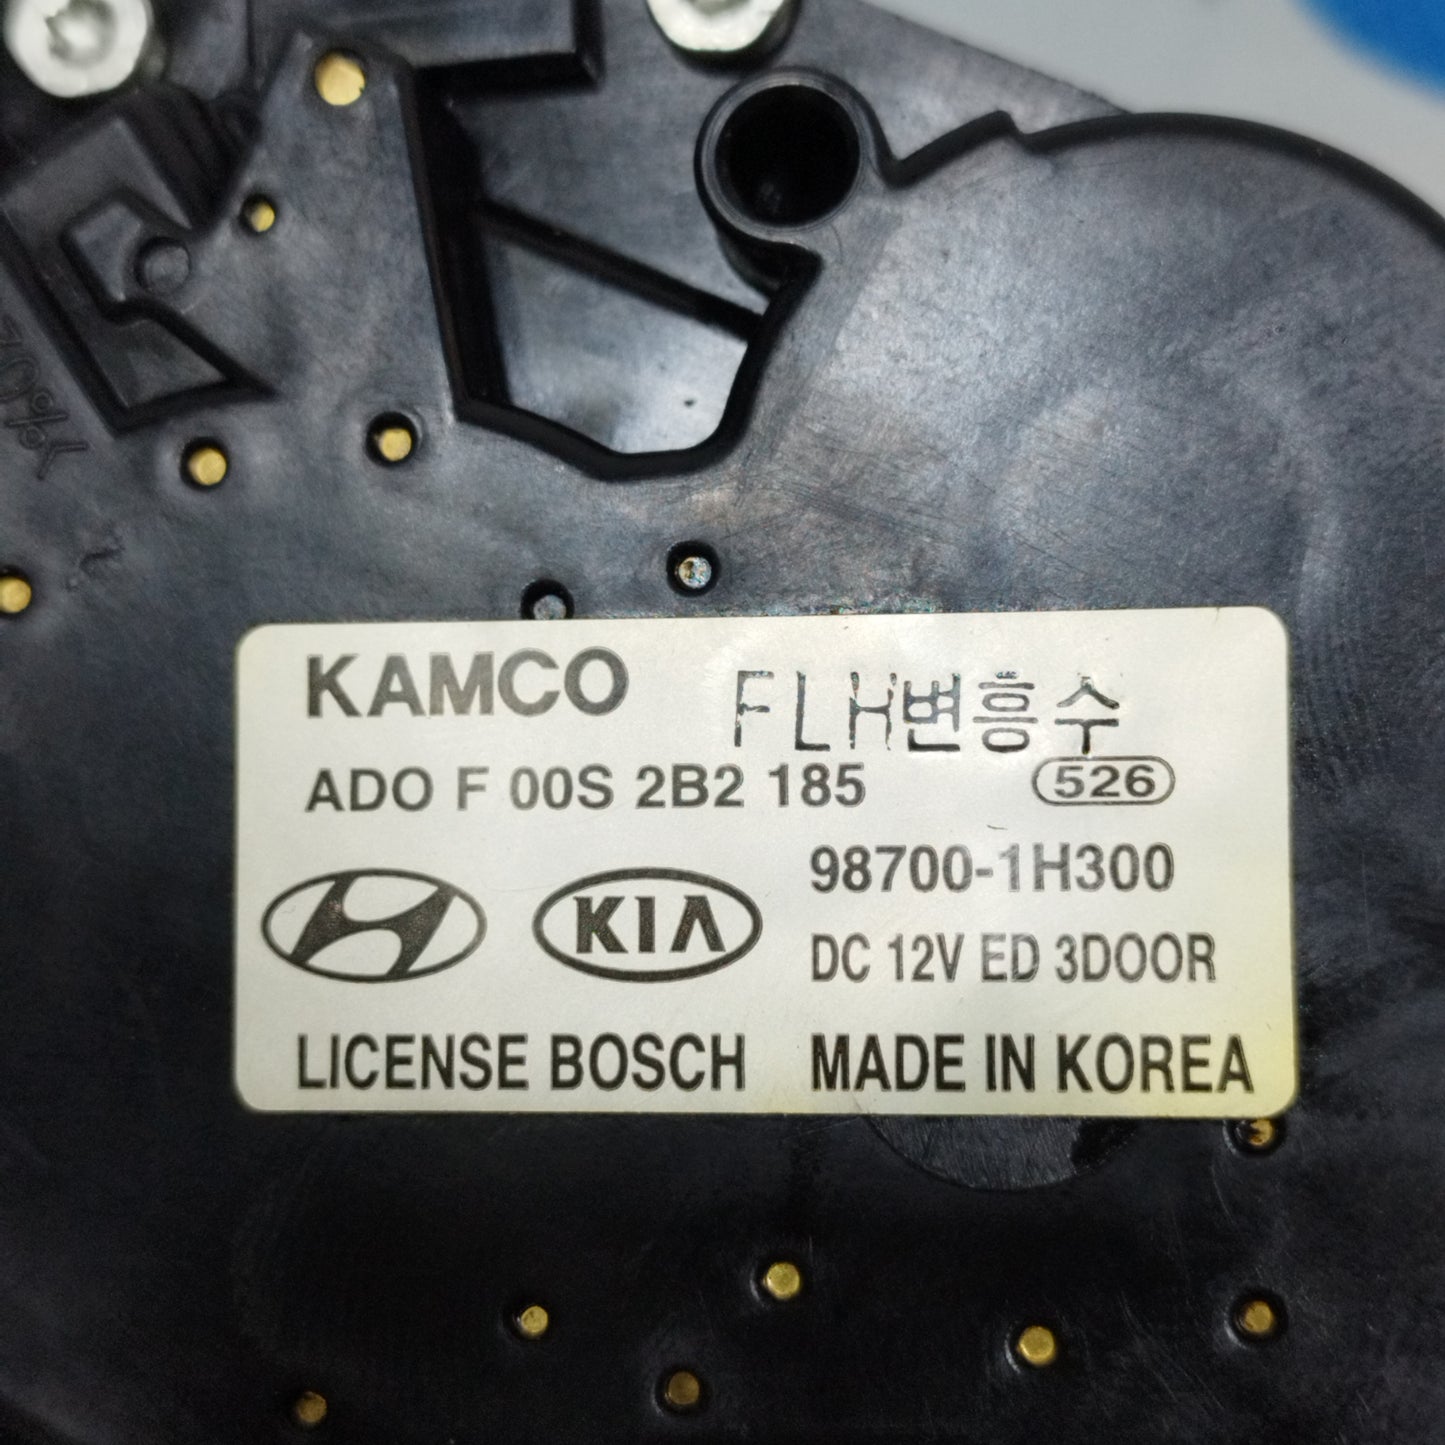 KAMCO FLH변흥수
ADO F 00S 2B2 185 526
98700-1H300
KIA DC 12V ED 3DOOR
LICENSE BOSCH MADE IN KOREA